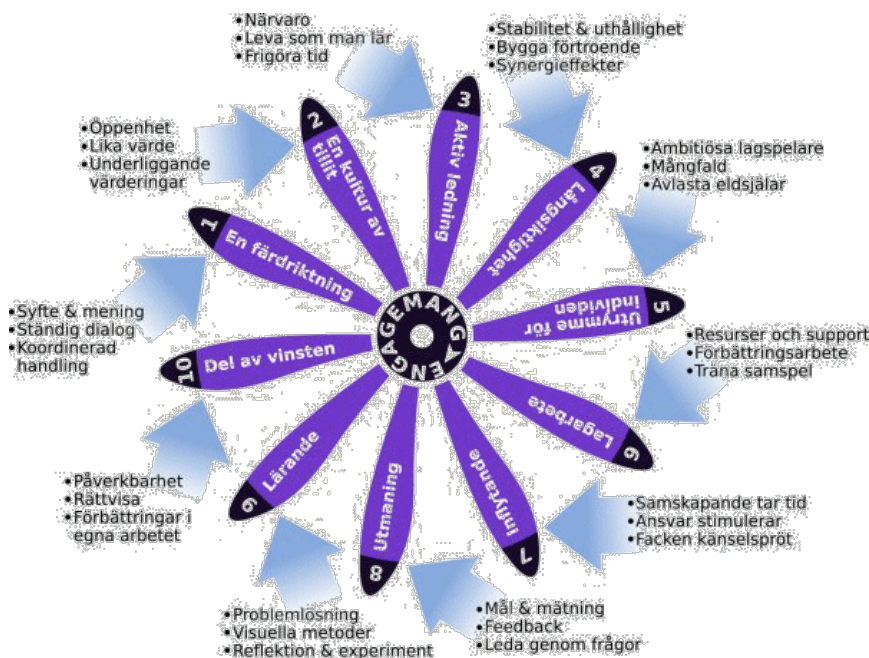 •Närvaro
•Leva som man lär
•Frigöra tid
•Stabilitet & uthållighet
•Bygga förtroende
•Synergieffekter
•Öppenhet
•Lika värde
•Underliggande
värderingar
•Ambitiösa lagspelare
•Mångfald
•Avlasta eldsjälar
•Syfte & mening
•Ständig dialog
•Koordinerad
handling
•Resurser och support
•Förbättringsarbete
•Träna samspel
•Påverkbarhet
•Rättvisa
•Förbättringar i
egna arbetet
•Samskapande tar tid
•Ansvar stimulerar
•Facken känselspröt
•Problemlösning
•Visuella metoder
•Reflektion & experiment
•Mål & mätning
•Feedback
•Leda genom frågor
1 En färdriktning
2 En kultur av
tillit
3 Aktiv ledning
4 Långsiktighet
5 Utrymme för
individen
6 Lagarbete
7 Inflytande
8 Utmaning
9 Lärande
10 Del av vinsten
ENGAGEMANG